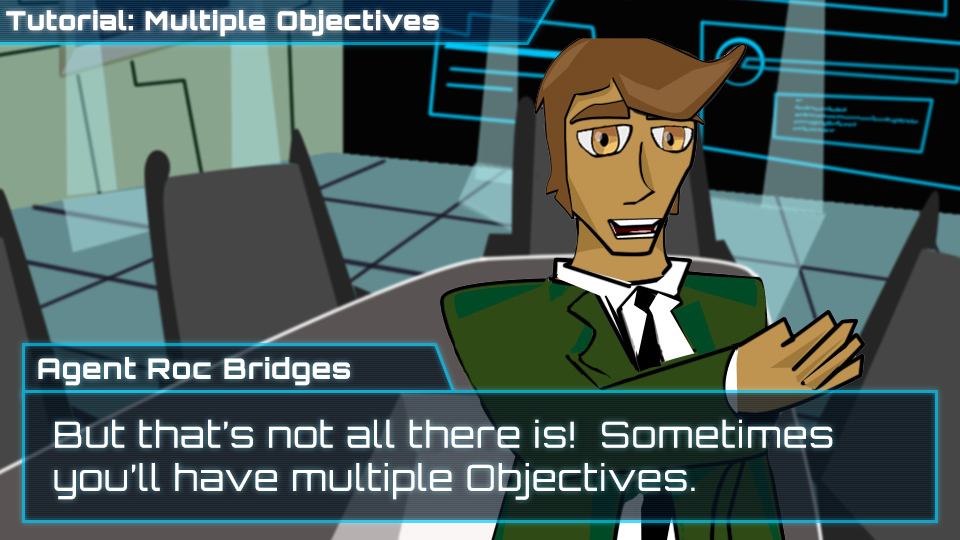 Tutorial: Multiple Objectives
Agent Roc Bridges
But that's not all there is!  Sometimes
you'll have multiple Objectives.